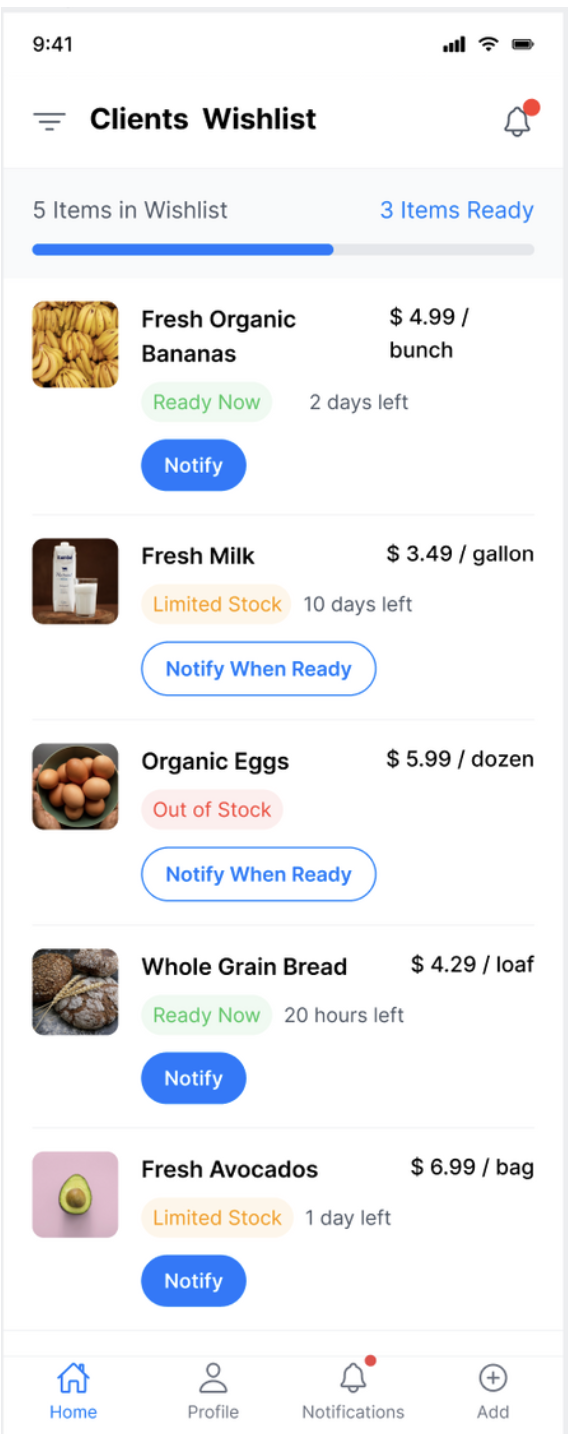 9:41
Clients Wishlist
5 Items in Wishlist 3 Items Ready
Fresh Organic
Bananas
$ 4.99 /
bunch
Ready Now 2 days left
Notify
Fresh Milk $ 3.49 / gallon
Limited Stock 10 days left
Notify When Ready
Organic Eggs $ 5.99 / dozen
Out of Stock
Notify When Ready
Whole Grain Bread $ 4.29 / loaf
Ready Now 20 hours left
Notify
Fresh Avocados $ 6.99 / bag
Limited Stock 1 day left
Notify
Home Profile Notifications Add